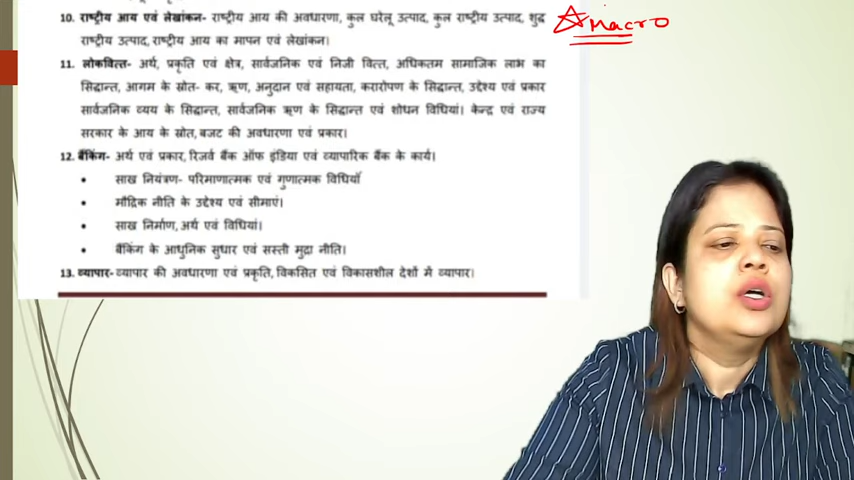 10. राष्ट्रीय आय एवं लेखांकन- राष्ट्रीय आय की अवधारणा, कुल घरेलू उत्पाद, कुल राष्ट्रीय उत्पाद, शुद्ध
Macro
राष्ट्रीय उत्पाद, राष्ट्रीय आय का मापन एवं लेखांकन।
11. लोकवित्त- अर्थ, प्रकृति एवं क्षेत्र, सार्वजनिक एवं निजी वित्त, अधिकतम सामाजिक लाभ का
सिद्धान्त, आगम के स्रोत- कर, ऋण, अनुदान एवं सहायता, करारोपण के सिद्धान्त, उद्देश्य एवं प्रकार
सार्वजनिक व्यय के सिद्धान्त, सार्वजनिक ऋण के सिद्धान्त एवं शोधन विधियां। केन्द्र एवं राज्य
सरकार के आय के स्रोत, बजट की अवधारणा एवं प्रकार।
12. बैंकिंग- अर्थ एवं प्रकार, रिजर्व बैंक ऑफ इंडिया एवं व्यापारिक बैंक के कार्य।
• साख नियंत्रण- परिमाणात्मक एवं गुणात्मक विधियाँ
• मौद्रिक नीति के उद्देश्य एवं सीमाएं।
• साख निर्माण, अर्थ एवं विधियां।
• बैंकिंग के आधुनिक सुधार एवं सस्ती मुद्रा नीति।
13. व्यापार- व्यापार की अवधारणा एवं प्रकृति, विकसित एवं विकासशील देशों में व्यापार।